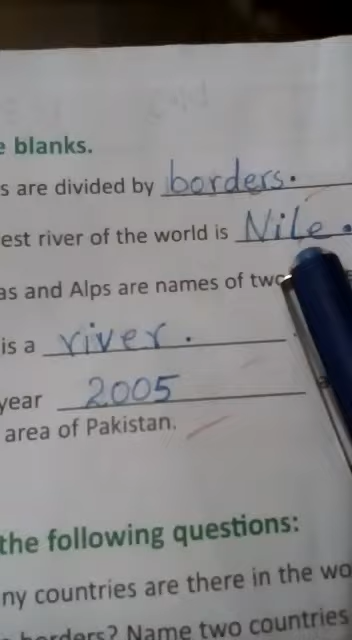 e blanks.
s are divided by borders.
est river of the world is Nile.
as and Alps are names of two
is a river.
year 2005
area of Pakistan.
the following questions:
ny countries are there in the wo
borders? Name two countries